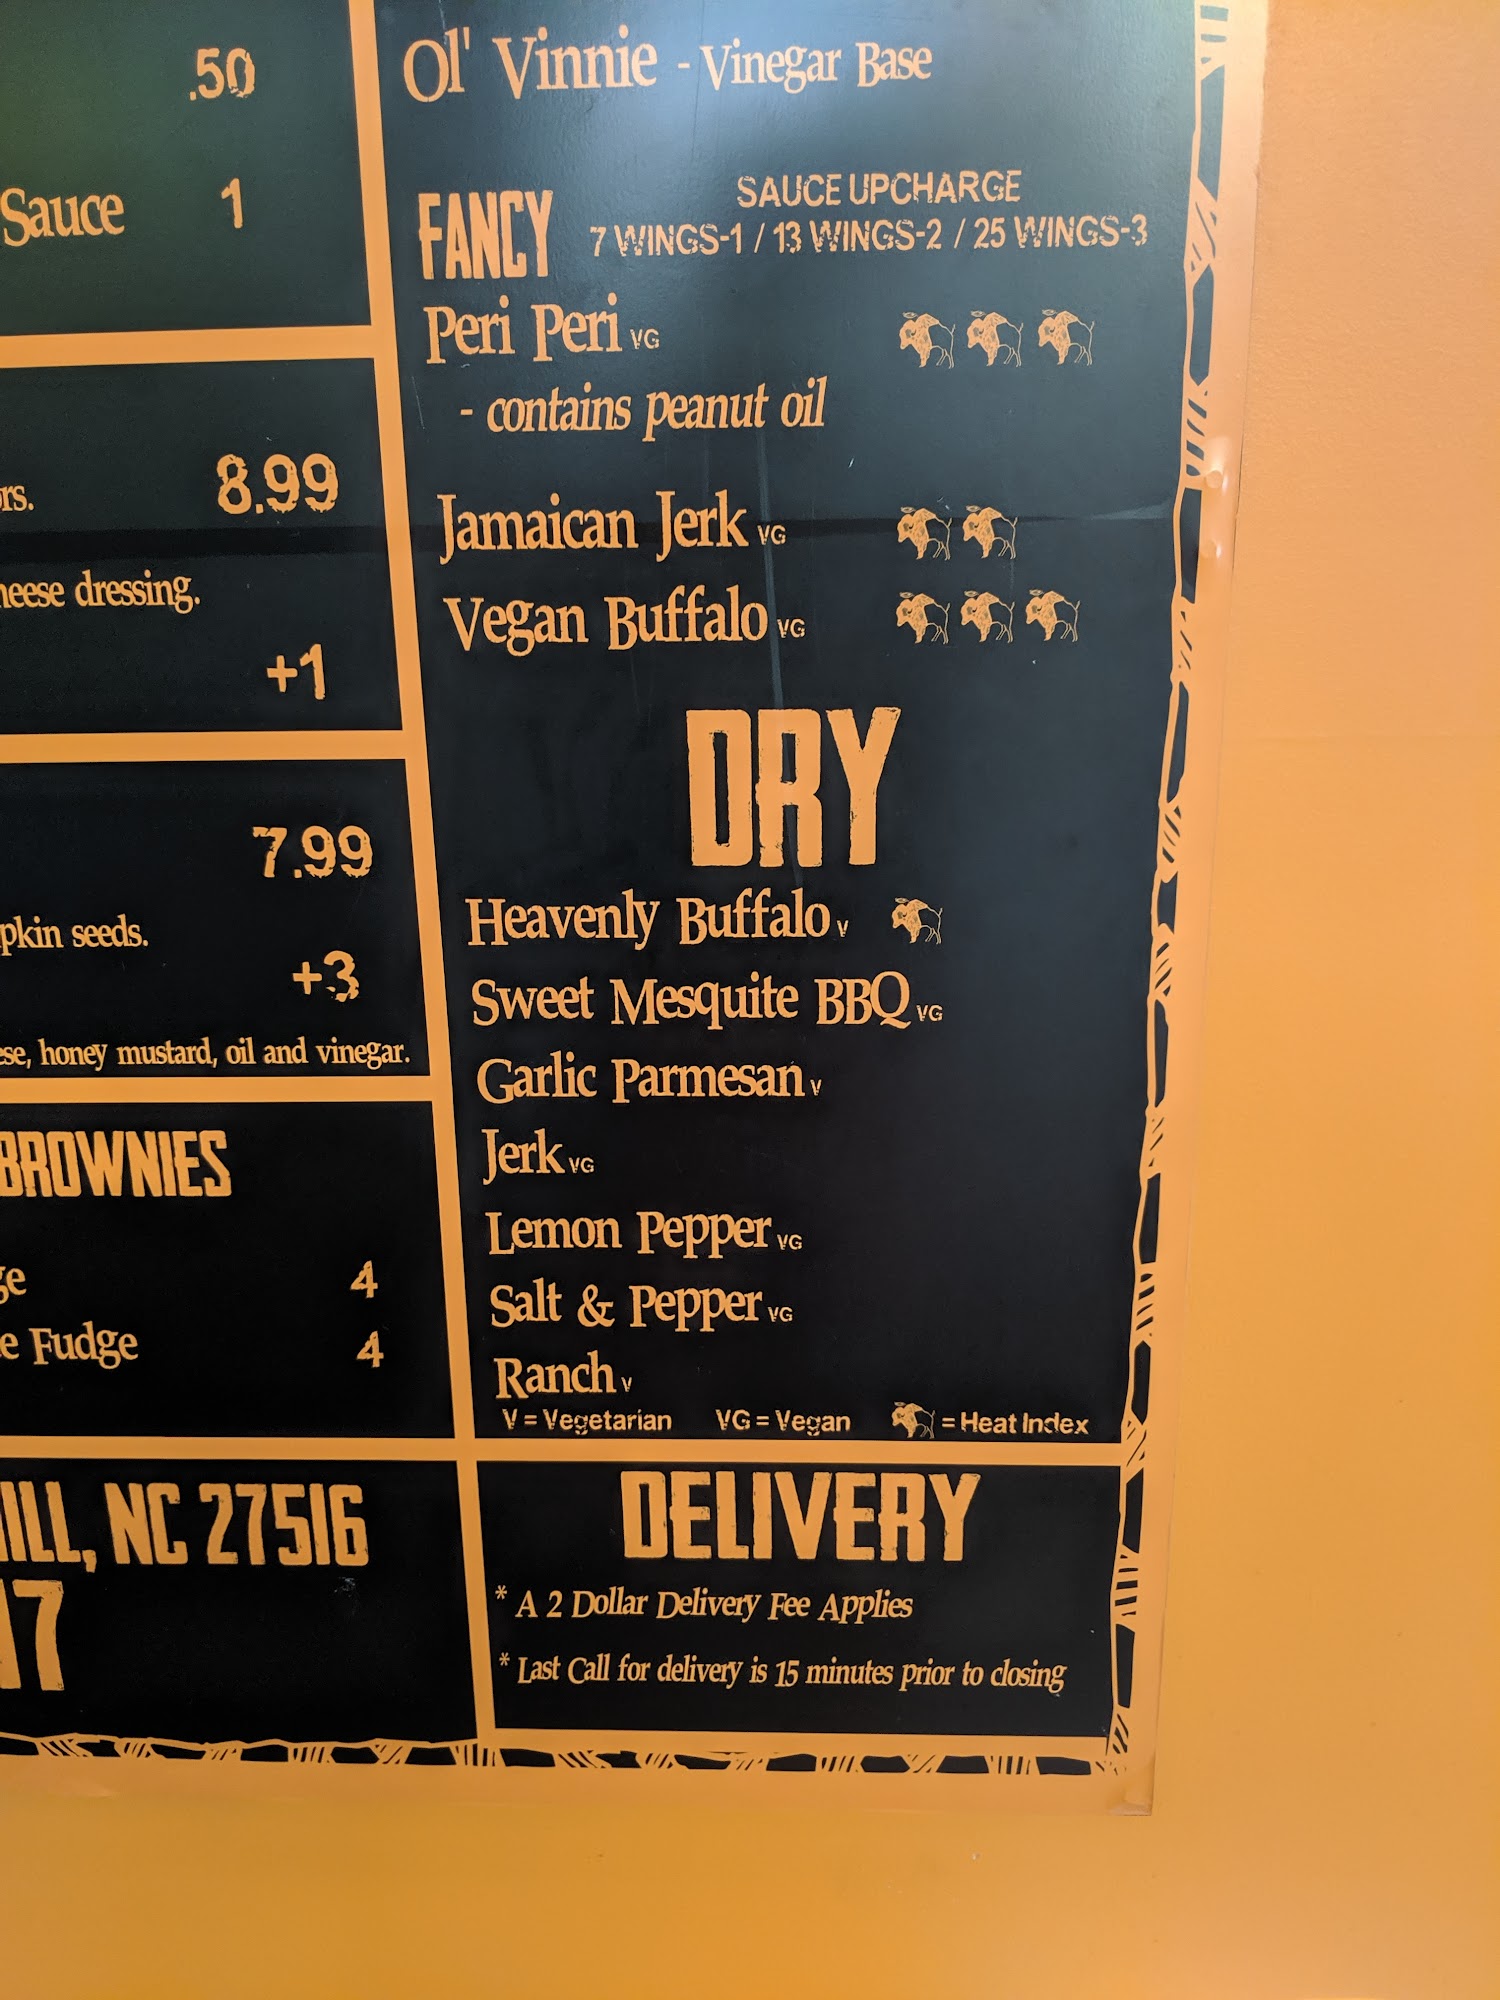 .50
Sauce 1
8.99
heese dressing.
+1
7.99
pkin seeds.
+3
ese, honey mustard, oil and vinegar.
BROWNIES
ge 4
e Fudge 4
ILL, NC 27516
17
Ol' Vinnie - Vinegar Base
FANCY
SAUCE UPCHARGE
7 WINGS-1 / 13 WINGS-2 / 25 WINGS-3
Peri Peri VG
- contains peanut oil
Jamaican Jerk VG
Vegan Buffalo VG
DRY
Heavenly Buffalo V
Sweet Mesquite BBQ VG
Garlic Parmesan V
Jerk VG
Lemon Pepper VG
Salt & Pepper VG
Ranch V
V = Vegetarian VG = Vegan = Heat Index
DELIVERY
* A 2 Dollar Delivery Fee Applies
* Last Call for delivery is 15 minutes prior to closing